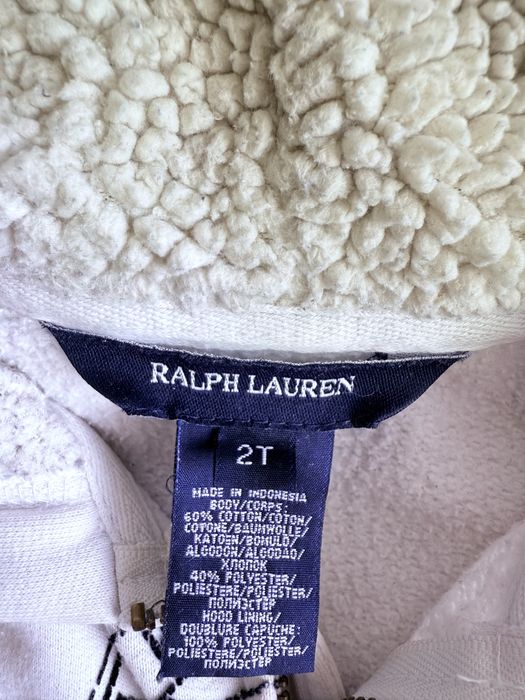 RALPH LAUREN
2T
MADE IN INDONESIA
BODY/CORPS:
60% COTTON/COTON/
COTONE/BAUMWOLLE/
KATOEN/BOMULD/
ALGODON/ALGODAO/
ХЛОПОК
40% POLYESTER/
POLIESTERE/POLIESTER/
ПОЛИЭСТЕР
HOOD LINING/
DOUBLURE CAPUCHE:
100% POLYESTER/
POLIESTERE/POLIESTER/
ПОЛИЭСТЕР